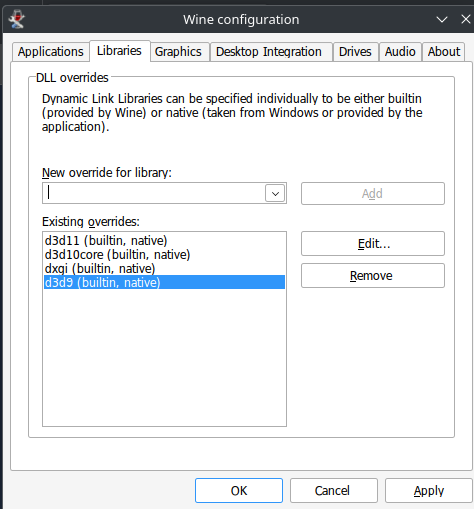 Wine configuration
Applications Libraries Graphics Desktop Integration Drives Audio About
DLL overrides
Dynamic Link Libraries can be specified individually to be either builtin
(provided by Wine) or native (taken from Windows or provided by the
application).
New override for library:
Add
Existing overrides:
d3d11 (builtin, native)
d3d10core (builtin, native)
dxgi (builtin, native)
d3d9 (builtin, native)
Edit...
Remove
OK Cancel Apply